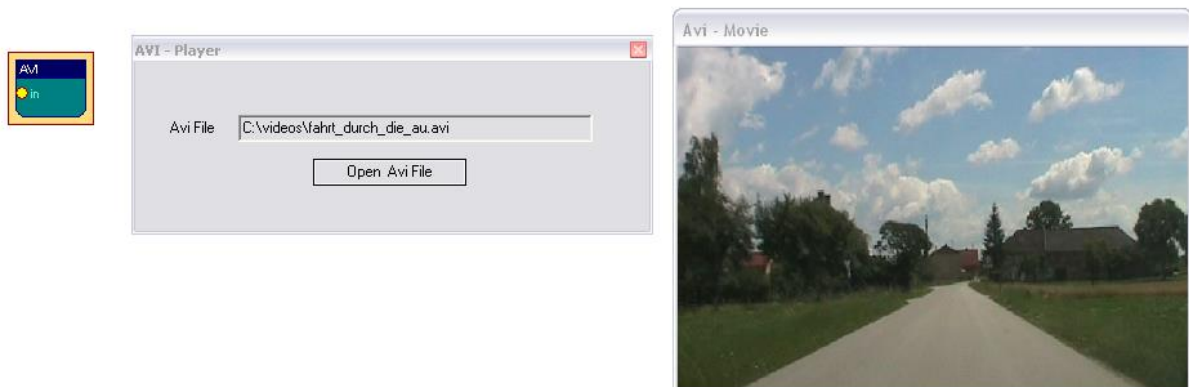 AVI
in
AVI - Player
Avi File
C:\videos\fahrt_durch_die_au.avi
Open Avi File
Avi - Movie